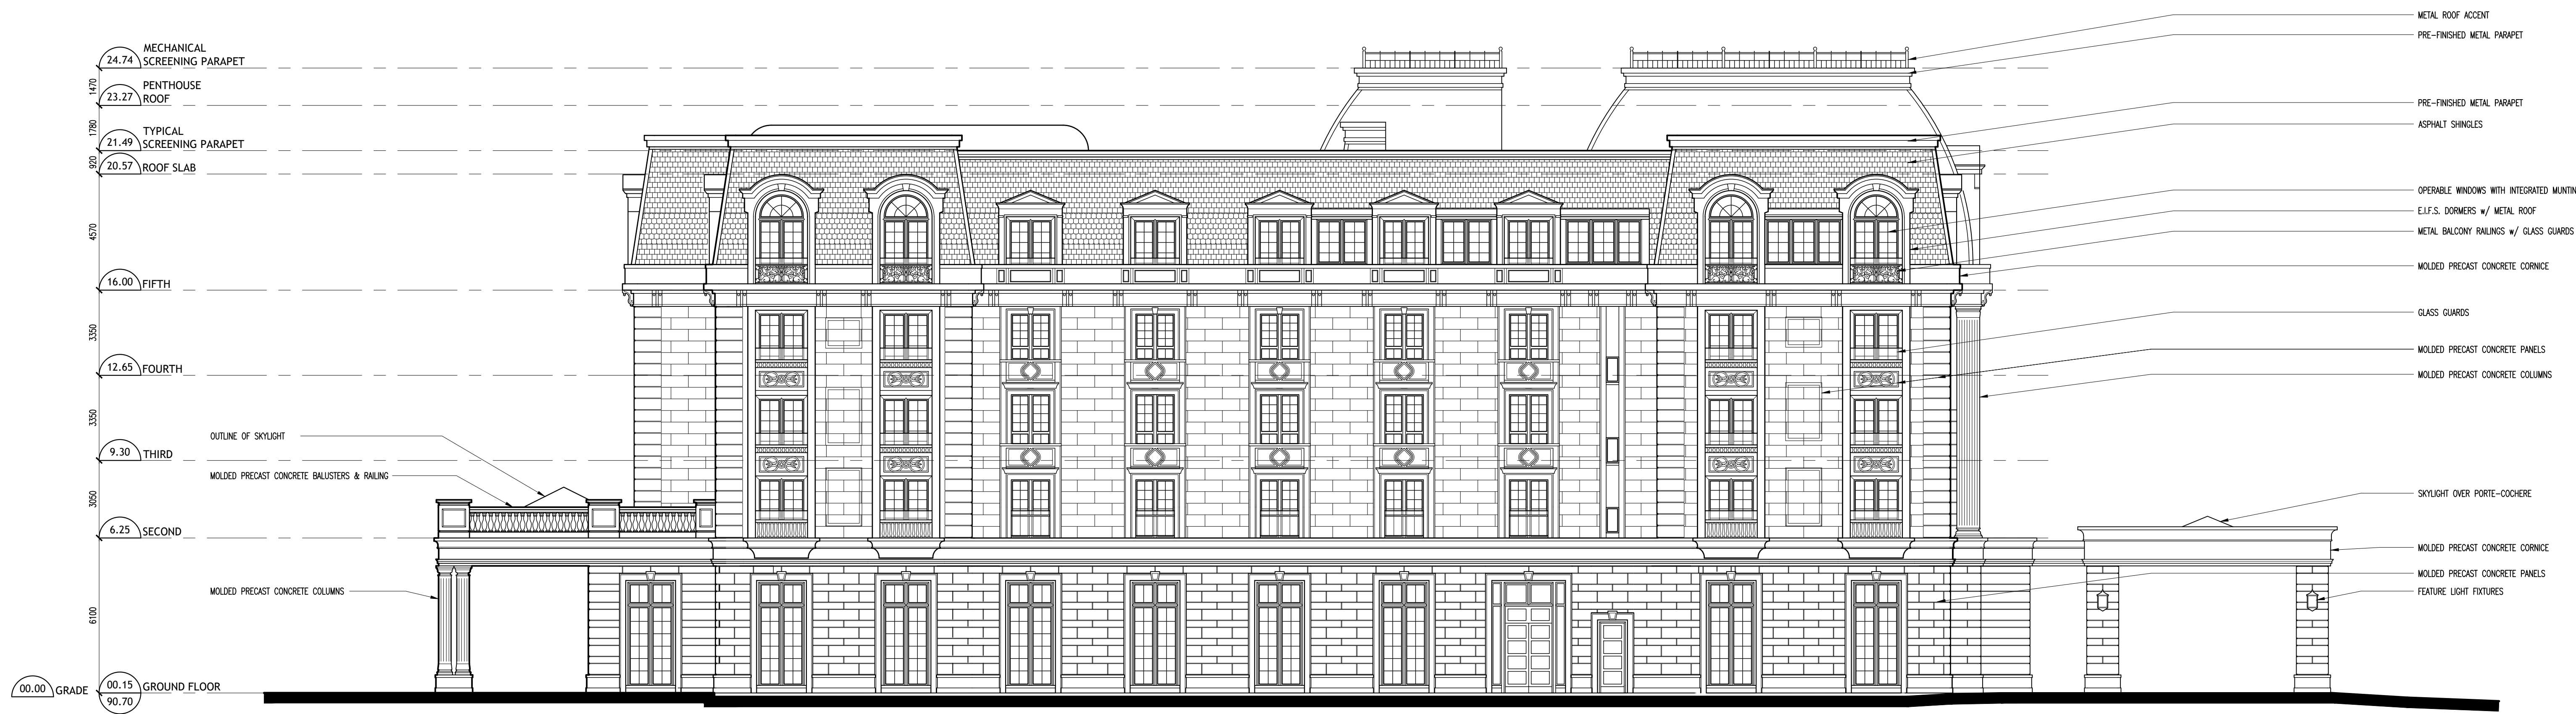 MECHANICAL
24.74 SCREENING PARAPET
1470
PENTHOUSE
23.27 ROOF
1780
TYPICAL
21.49 SCREENING PARAPET
920
20.57 ROOF SLAB
4570
16.00 FIFTH
3350
12.65 FOURTH
3350
9.30 THIRD
3050
6.25 SECOND
6100
00.00 GRADE
00.15 GROUND FLOOR
90.70
OUTLINE OF SKYLIGHT
MOLDED PRECAST CONCRETE BALUSTERS & RAILING
MOLDED PRECAST CONCRETE COLUMNS
METAL ROOF ACCENT
PRE-FINISHED METAL PARAPET
PRE-FINISHED METAL PARAPET
ASPHALT SHINGLES
OPERABLE WINDOWS WITH INTEGRATED MUNTIN
E.I.F.S. DORMERS w/ METAL ROOF
METAL BALCONY RAILINGS w/ GLASS GUARDS
MOLDED PRECAST CONCRETE CORNICE
GLASS GUARDS
MOLDED PRECAST CONCRETE PANELS
MOLDED PRECAST CONCRETE COLUMNS
SKYLIGHT OVER PORTE-COCHERE
MOLDED PRECAST CONCRETE CORNICE
MOLDED PRECAST CONCRETE PANELS
FEATURE LIGHT FIXTURES